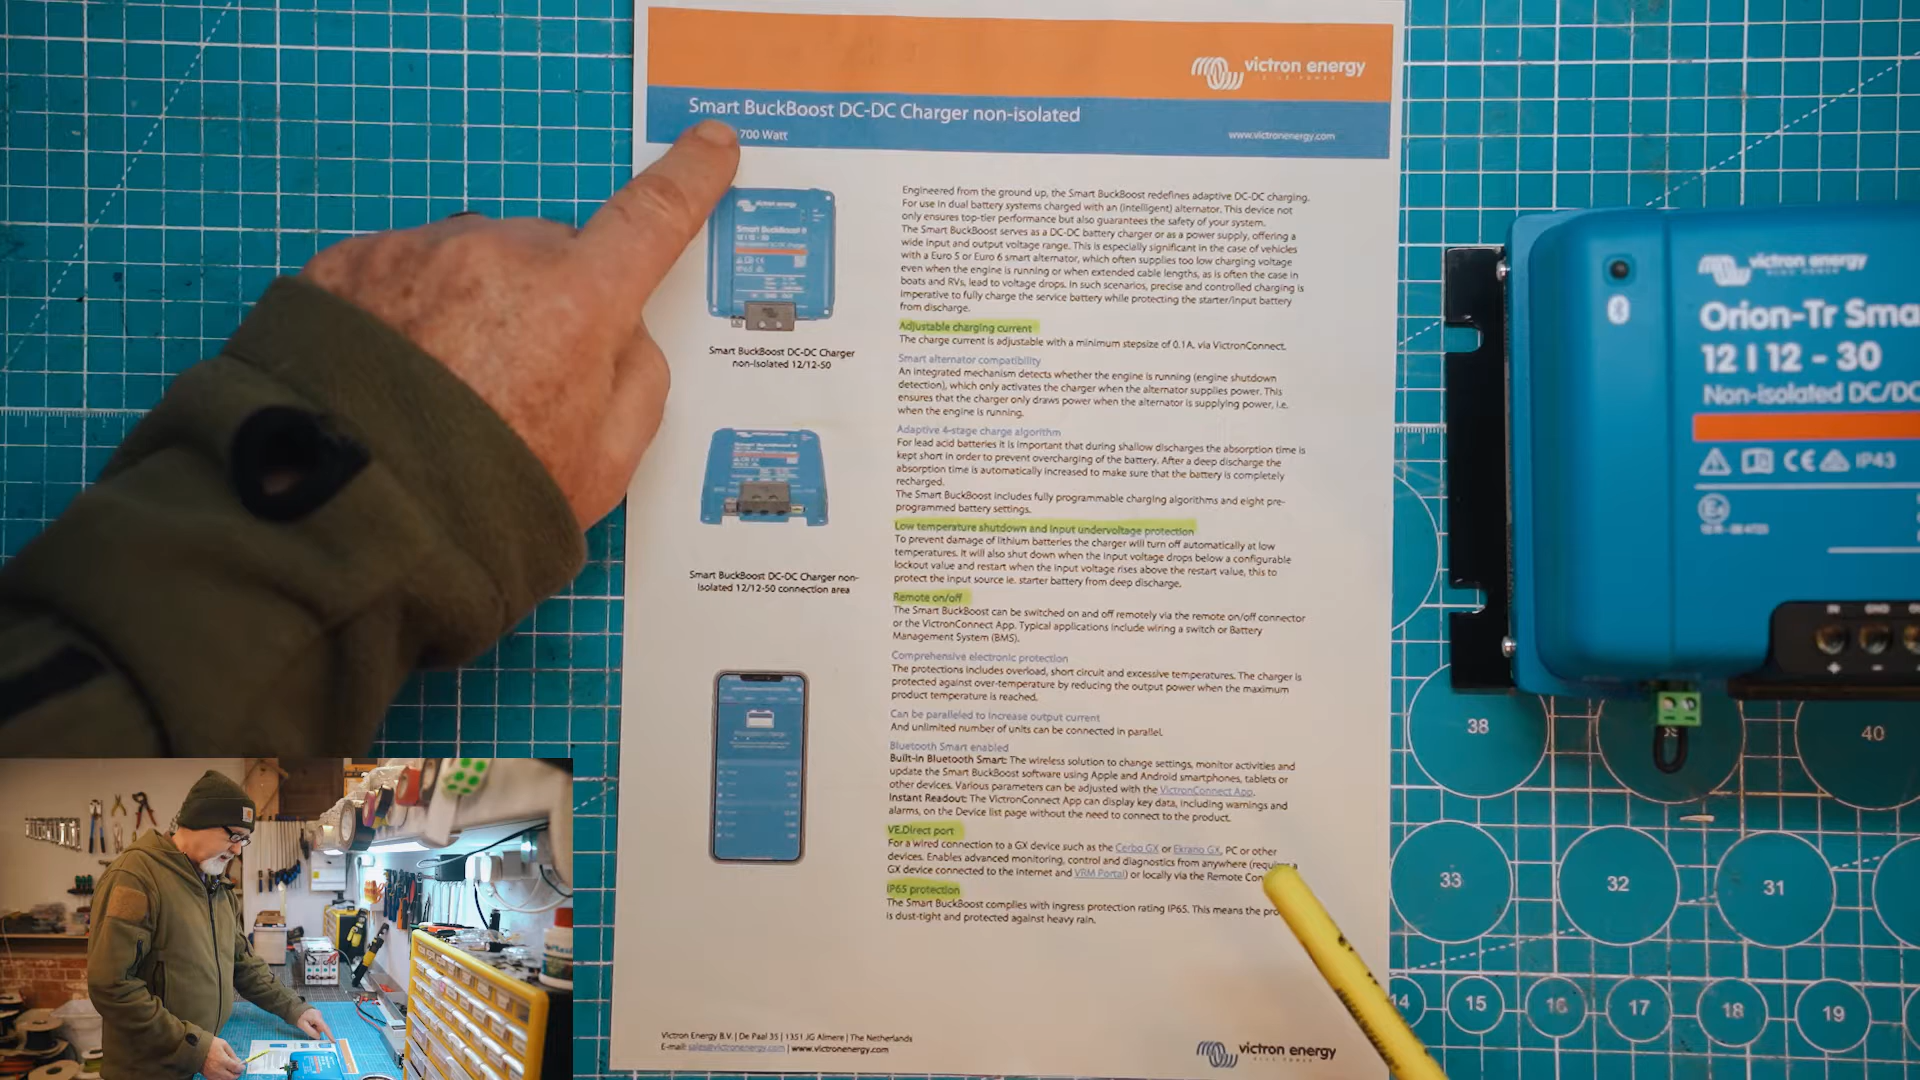 victron energy
BLUE POWER
Smart BuckBoost DC-DC Charger non-isolated
700 Watt
www.victronenergy.com
Engineered from the ground up, the Smart BuckBoost redefines adaptive DC-DC charging.
For use in dual battery systems charged with an (intelligent) alternator. This device not
only ensures top-tier performance but also guarantees the safety of your system.
The Smart BuckBoost serves as a DC-DC battery charger or as a power supply, offering a
wide input and output voltage range. This is especially significant in the case of vehicles
with a Euro 5 or Euro 6 smart alternator, which often supplies too low charging voltage
even when the engine is running or when extended cable lengths, as is often the case in
boats and RVs, lead to voltage drops. In such scenarios, precise and controlled charging is
imperative to fully charge the service battery while protecting the starter/input battery
from discharge.
Adjustable charging current
The charge current is adjustable with a minimum stepsize of 0.1A, via VictronConnect.
Smart alternator compatibility
An integrated mechanism detects whether the engine is running (engine shutdown
detection), which only activates the charger when the alternator supplies power. This
ensures that the charger only draws power when the alternator is supplying power, i.e.
when the engine is running.
Adaptive 4-stage charge algorithm
For lead acid batteries it is important that during shallow discharges the absorption time is
kept short in order to prevent overcharging of the battery. After a deep discharge the
absorption time is automatically increased to make sure that the battery is completely
recharged.
The Smart BuckBoost includes fully programmable charging algorithms and eight pre-
programmed battery settings.
Low temperature shutdown and input undervoltage protection
To prevent damage of lithium batteries the charger will turn off automatically at low
temperatures. It will also shut down when the input voltage drops below a configurable
lockout value and restart when the input voltage rises above the restart value, this to
protect the input source ie. starter battery from deep discharge.
Remote on/off
The Smart BuckBoost can be switched on and off remotely via the remote on/off connector
or the VictronConnect App. Typical applications include wiring a switch or Battery
Management System (BMS).
Comprehensive electronic protection
The protections includes overload, short circuit and excessive temperatures. The charger is
protected against over-temperature by reducing the output power when the maximum
product temperature is reached.
Can be paralleled to increase output current
And unlimited number of units can be connected in parallel.
Bluetooth Smart enabled
Built-in Bluetooth Smart: The wireless solution to change settings, monitor activities and
update the Smart BuckBoost software using Apple and Android smartphones, tablets or
other devices. Various parameters can be adjusted with the VictronConnect App.
Instant Readout: The VictronConnect App can display key data, including warnings and
alarms, on the Device list page without the need to connect to the product.
VE.Direct port
For a wired connection to a GX device such as the Cerbo GX or Ekrano GX, PC or other
devices. Enables advanced monitoring, control and diagnostics from anywhere (requires a
GX device connected to the internet and VRM Portal) or locally via the Remote Con
IP65 protection
The Smart BuckBoost complies with ingress protection rating IP65. This means the pro
is dust-tight and protected against heavy rain.
victron energy
Smart BuckBoost
12|12-50
Smart BuckBoost DC-DC Charger
non-isolated 12/12-50
Smart BuckBoost DC-DC Charger non-
isolated 12/12-50 connection area
Victron Energy B.V. | De Paal 35 | 1351 JG Almere | The Netherlands
E-mail: sales@victronenergy.com | www.victronenergy.com
victron energy
BLUE POWER
victron energy
BLUE POWER
Orion-Tr Sma
12 | 12 - 30
Non-isolated DC/DC
CE IP43
IN GND
+ -
38
40
33
32
31
14
15
16
17
18
19